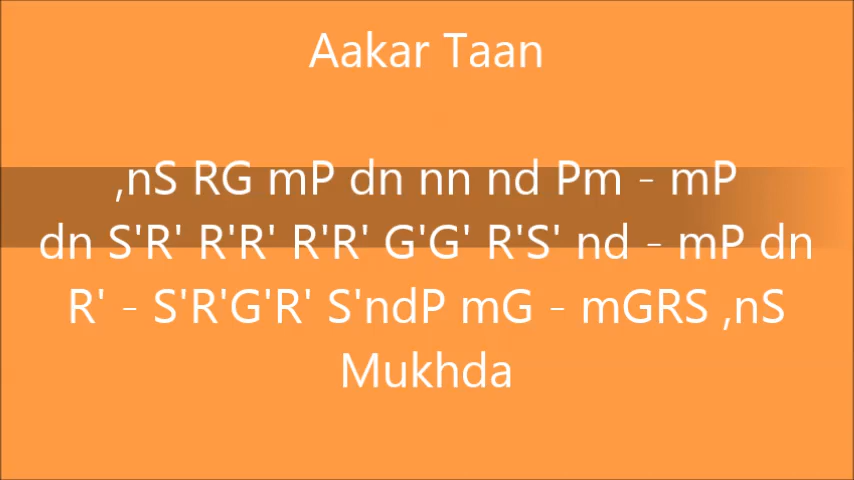 Aakar Taan
,nS RG mP dn nn nd Pm - mP
dn S'R' R'R' R'R' G'G' R'S' nd - mP dn
R' - S'R'G'R' S'ndP mG - mGRS ,nS
Mukhda